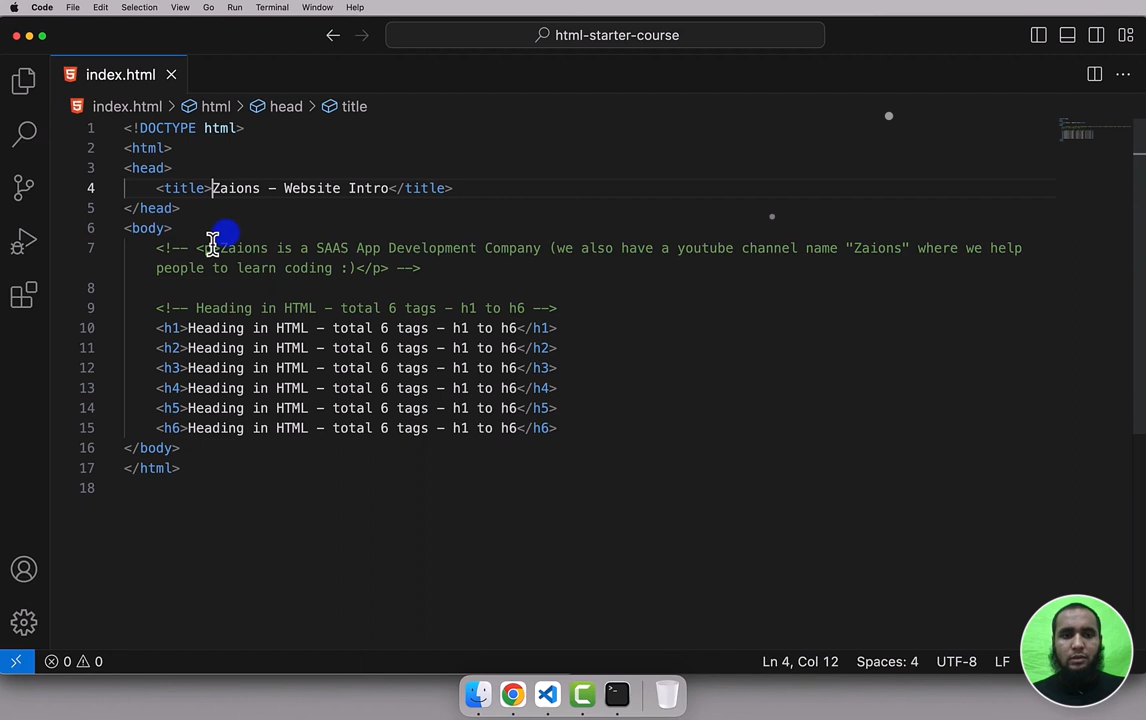 Code File Edit Selection View Go Run Terminal Window Help
html-starter-course
index.html
index.html > html > head > title
1 <!DOCTYPE html>
2 <html>
3 <head>
4 <title>Zaions – Website Intro</title>
5 </head>
6 <body>
7 <!-- <p>Zaions is a SAAS App Development Company (we also have a youtube channel name "Zaions" where we help
people to learn coding :)</p> -->
8
9 <!-- Heading in HTML – total 6 tags – h1 to h6 -->
10 <h1>Heading in HTML – total 6 tags – h1 to h6</h1>
11 <h2>Heading in HTML – total 6 tags – h1 to h6</h2>
12 <h3>Heading in HTML – total 6 tags – h1 to h6</h3>
13 <h4>Heading in HTML – total 6 tags – h1 to h6</h4>
14 <h5>Heading in HTML – total 6 tags – h1 to h6</h5>
15 <h6>Heading in HTML – total 6 tags – h1 to h6</h6>
16 </body>
17 </html>
18
0 0 Ln 4, Col 12 Spaces: 4 UTF-8 LF